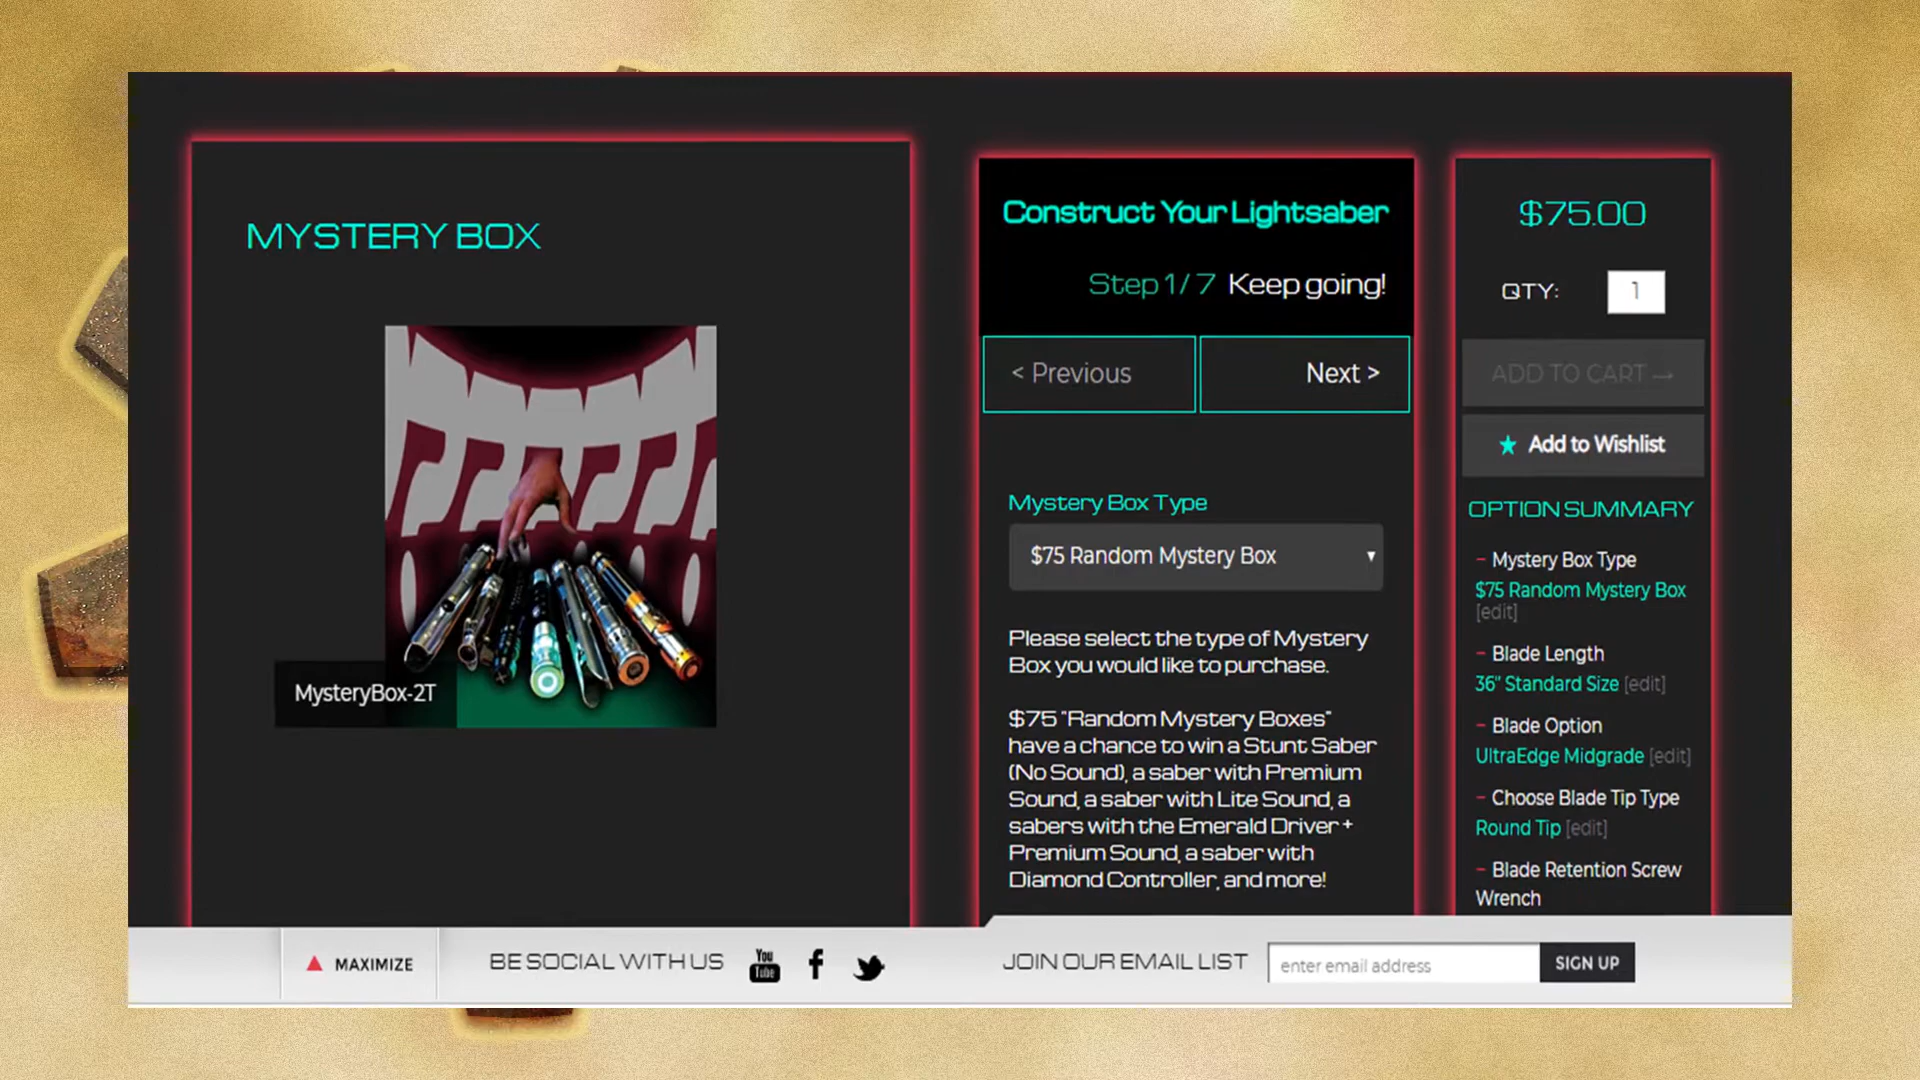 MYSTERY BOX
MysteryBox-2T
Construct Your Lightsaber
Step 1/7 Keep going!
< Previous
Next >
Mystery Box Type
$75 Random Mystery Box
Please select the type of Mystery
Box you would like to purchase.
$75 "Random Mystery Boxes"
have a chance to win a Stunt Saber
(No Sound), a saber with Premium
Sound, a saber with Lite Sound, a
sabers with the Emerald Driver +
Premium Sound, a saber with
Diamond Controller, and more!
$75.00
QTY: 1
ADD TO CART →
★ Add to Wishlist
OPTION SUMMARY
– Mystery Box Type
$75 Random Mystery Box
[edit]
– Blade Length
36" Standard Size [edit]
– Blade Option
UltraEdge Midgrade [edit]
– Choose Blade Tip Type
Round Tip [edit]
– Blade Retention Screw
Wrench
▲ MAXIMIZE
BE SOCIAL WITH US
You Tube
JOIN OUR EMAIL LIST
enter email address
SIGN UP